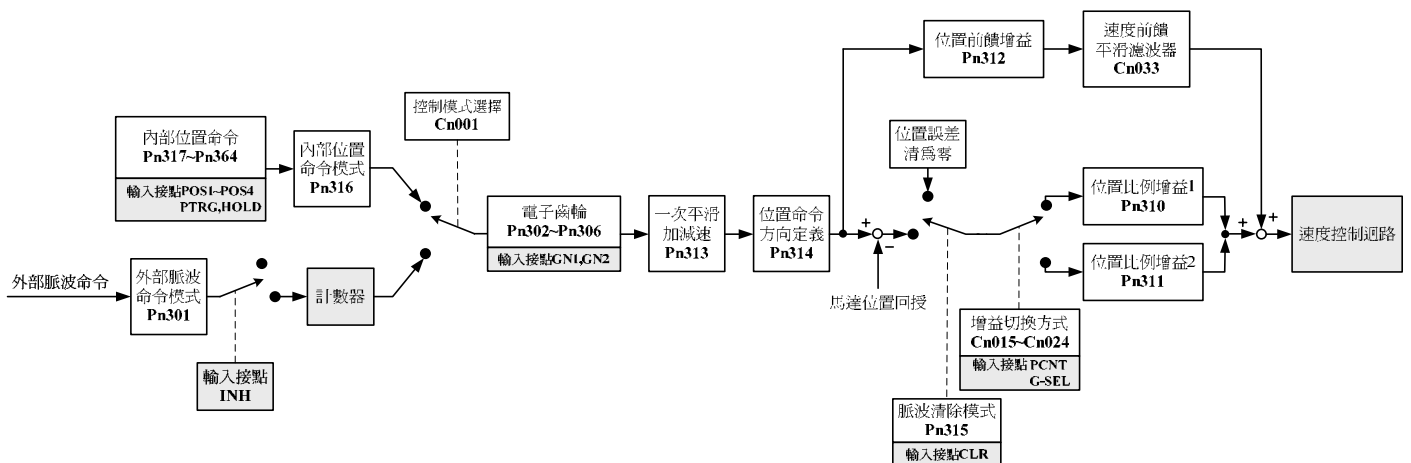 位置前饋增益
Pn312
速度前饋
平滑濾波器
Cn033
控制模式選擇
Cn001
內部位置命令
Pn317~Pn364
輸入接點POS1~POS4
PTRG,HOLD
內部位置
命令模式
Pn316
位置誤差
清爲零
電子齒輪
Pn302~Pn306
輸入接點GN1,GN2
一次平滑
加減速
Pn313
位置命令
方向定義
Pn314
+
−
位置比例增益1
Pn310
+
+
速度控制迴路
外部脈波命令
外部脈波
命令模式
Pn301
計數器
馬達位置回授
位置比例增益2
Pn311
增益切換方式
Cn015~Cn024
輸入接點 PCNT
G-SEL
輸入接點
INH
脈波清除模式
Pn315
輸入接點CLR